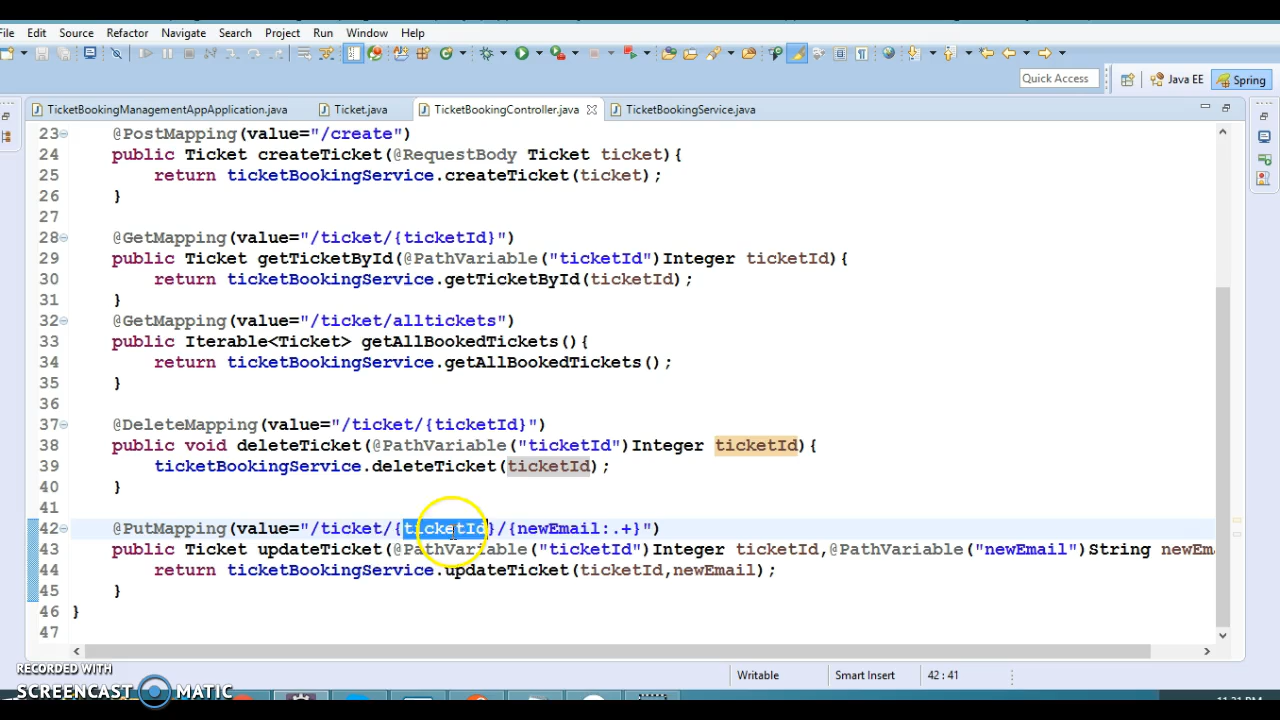 File Edit Source Refactor Navigate Search Project Run Window Help
Quick Access Java EE Spring
TicketBookingManagementAppApplication.java Ticket.java TicketBookingController.java TicketBookingService.java
23 @PostMapping(value="/create")
24 public Ticket createTicket(@RequestBody Ticket ticket){
25 return ticketBookingService.createTicket(ticket);
26 }
27
28 @GetMapping(value="/ticket/{ticketId}")
29 public Ticket getTicketById(@PathVariable("ticketId")Integer ticketId){
30 return ticketBookingService.getTicketById(ticketId);
31 }
32 @GetMapping(value="/ticket/alltickets")
33 public Iterable<Ticket> getAllBookedTickets(){
34 return ticketBookingService.getAllBookedTickets();
35 }
36
37 @DeleteMapping(value="/ticket/{ticketId}")
38 public void deleteTicket(@PathVariable("ticketId")Integer ticketId){
39 ticketBookingService.deleteTicket(ticketId);
40 }
41
42 @PutMapping(value="/ticket/{ticketId}/{newEmail:.+}")
43 public Ticket updateTicket(@PathVariable("ticketId")Integer ticketId,@PathVariable("newEmail")String newEma
44 return ticketBookingService.updateTicket(ticketId,newEmail);
45 }
46 }
47
Writable Smart Insert 42:41
RECORDED WITH
SCREENCAST MATIC